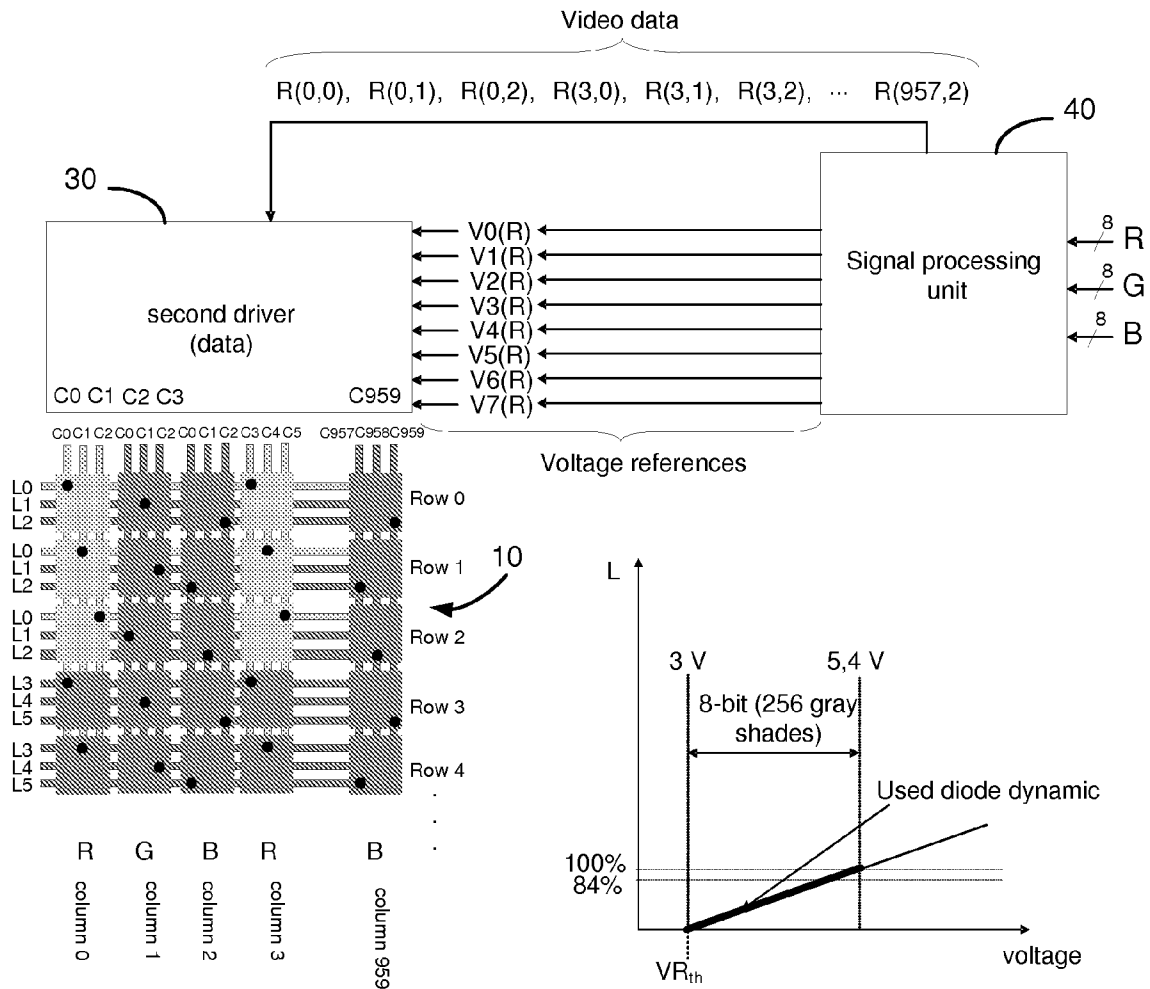 Video data
R(0,0), R(0,1), R(0,2), R(3,0), R(3,1), R(3,2), ... R(957,2)
40
30
V0(R)
V1(R)
V2(R)
V3(R)
V4(R)
V5(R)
V6(R)
V7(R)
Signal processing
unit
8 R
8 G
8 B
second driver
(data)
C0 C1 C2 C3 C959
Voltage references
C0 C1 C2 C0 C1 C2 C0 C1 C2 C3 C4 C5 C957 C958 C959
L0
L1
L2
Row 0
L0
L1
L2
Row 1
10
L0
L1
L2
Row 2
L3
L4
L5
Row 3
L3
L4
L5
Row 4
.
.
.
R G B R B
column 0
column 1
column 2
column 3
column 959
L
3 V
5,4 V
8-bit (256 gray
shades)
Used diode dynamic
100%
84%
VRth
voltage